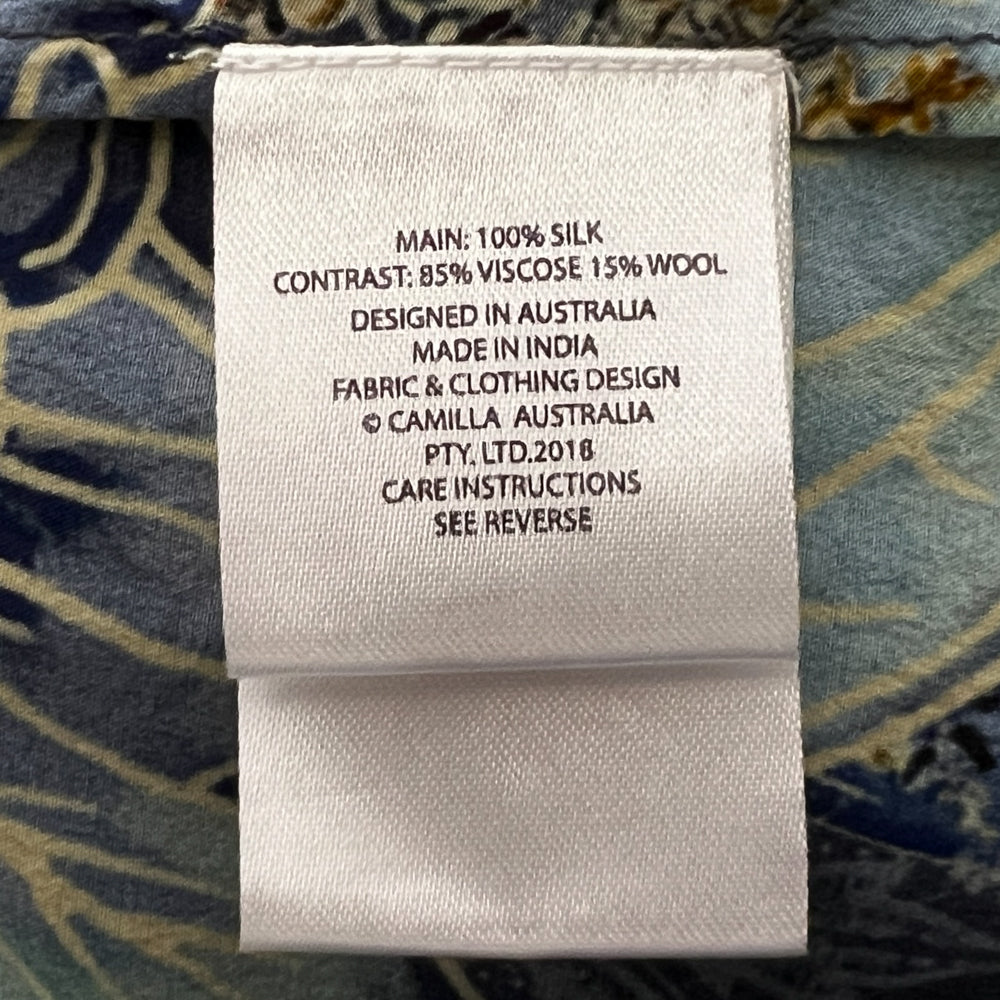 MAIN: 100% SILK
CONTRAST: 85% VISCOSE 15% WOOL
DESIGNED IN AUSTRALIA
MADE IN INDIA
FABRIC & CLOTHING DESIGN
© CAMILLA AUSTRALIA
PTY. LTD.2018
CARE INSTRUCTIONS
SEE REVERSE